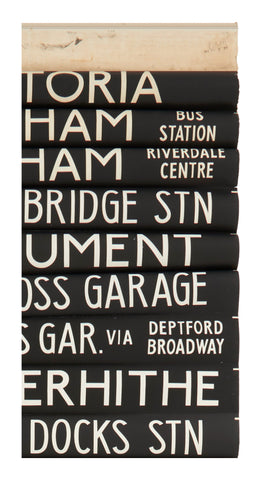 TORIA
HAM BUS STATION
HAM RIVERDALE CENTRE
BRIDGE STN
UMENT
OSS GARAGE
S GAR. VIA DEPTFORD BROADWAY
ERHITHE
DOCKS STN